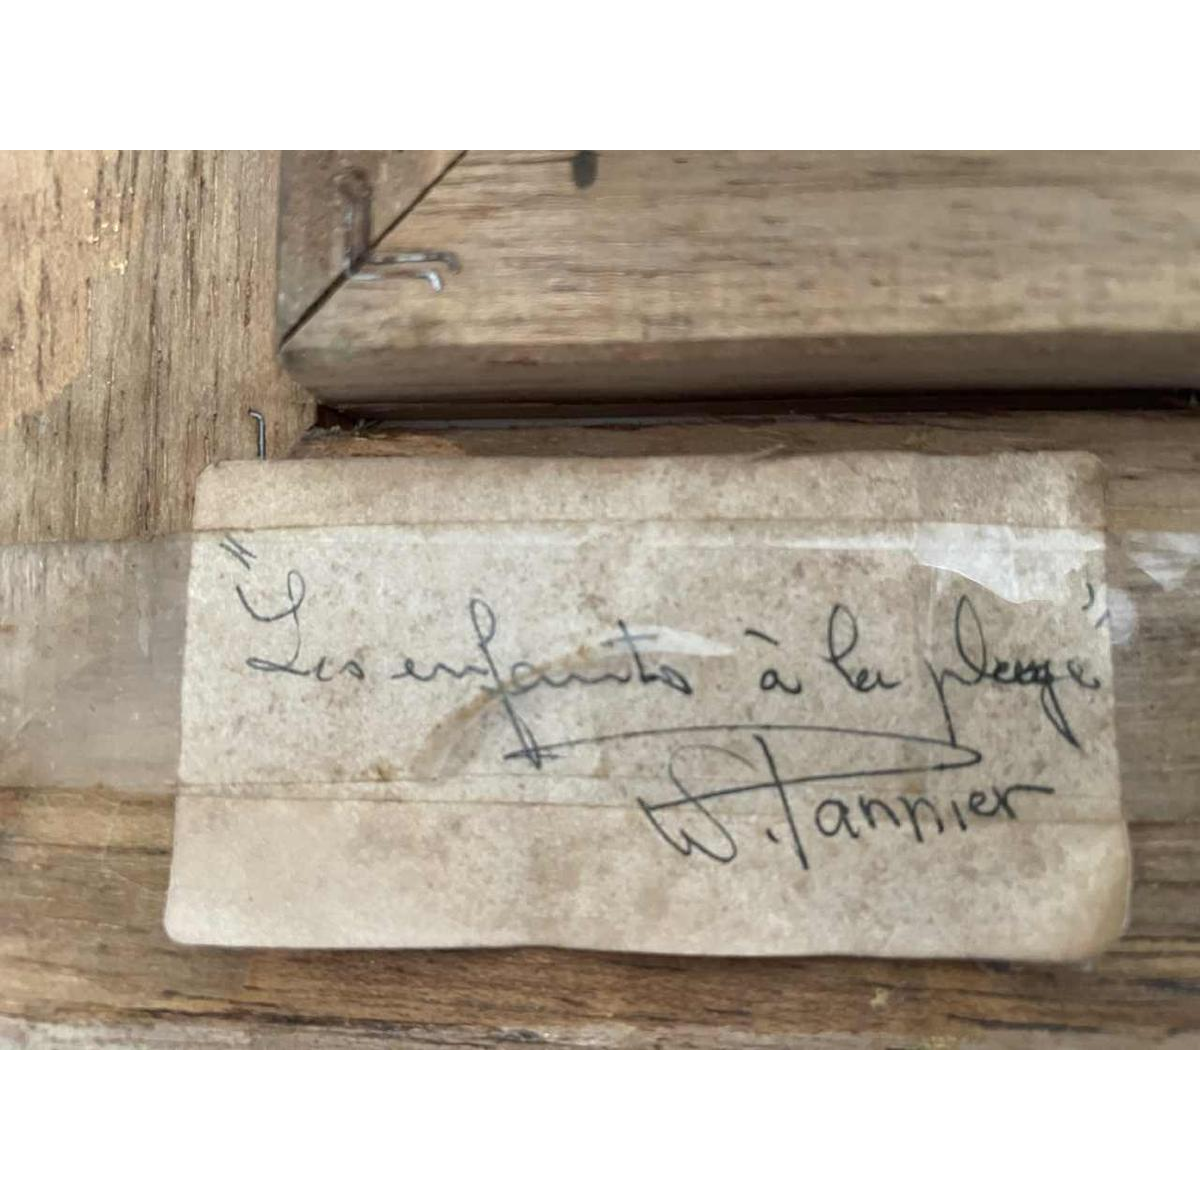 "Les enfants à la plage"
Tannier